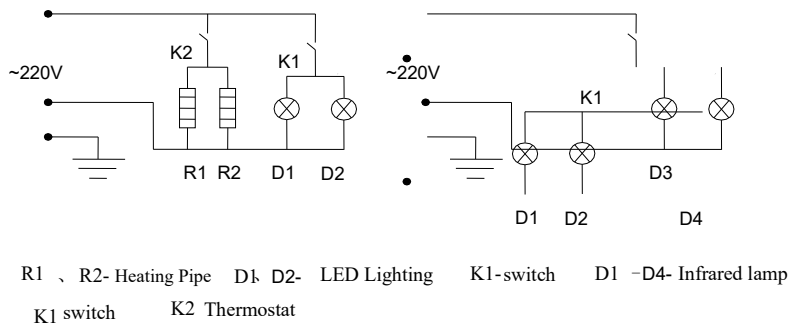 K2
K1
~220V
R1 R2 D1 D2
~220V
K1
D3
D1 D2 D4
R1 、R2- Heating Pipe D1、D2- LED Lighting K1-switch D1 -D4- Infrared lamp
K1 switch K2 Thermostat